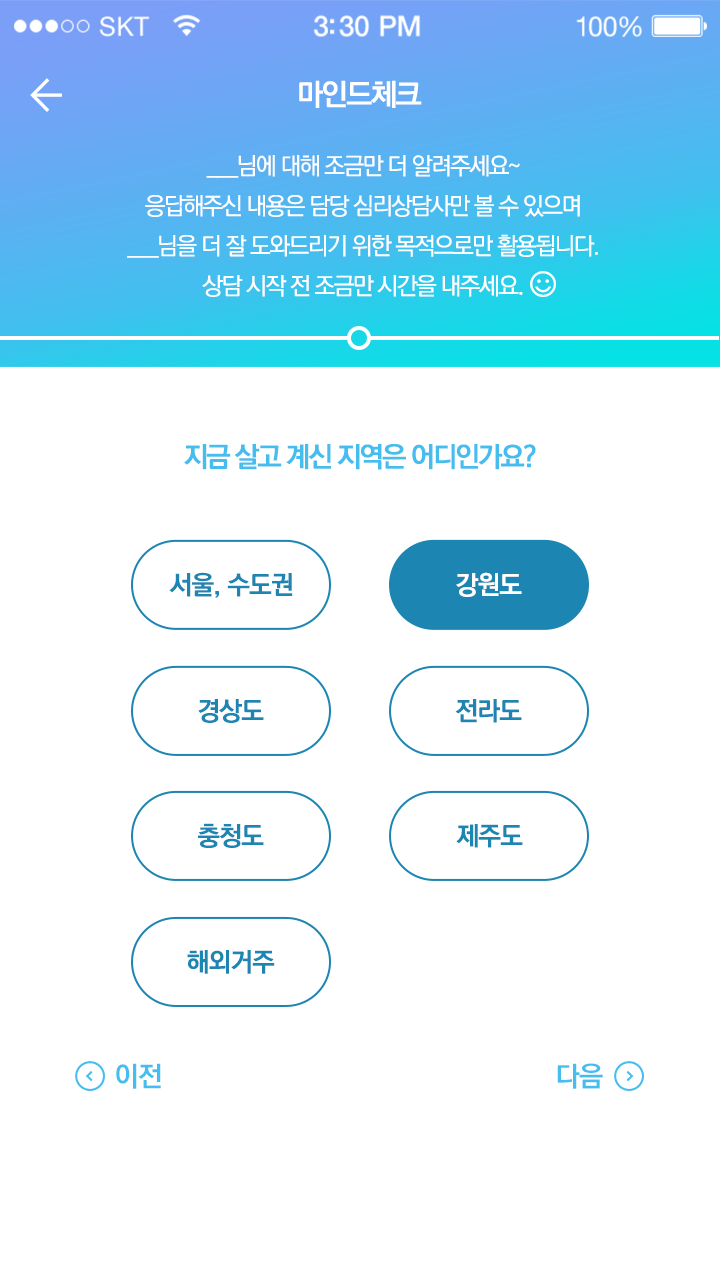 SKT 3:30 PM 100%
마인드체크
___님에 대해 조금만 더 알려주세요~
응답해주신 내용은 담당 심리상담사만 볼 수 있으며
___님을 더 잘 도와드리기 위한 목적으로만 활용됩니다.
상담 시작 전 조금만 시간을 내주세요.
지금 살고 계신 지역은 어디인가요?
서울, 수도권 강원도
경상도 전라도
충청도 제주도
해외거주
이전 다음